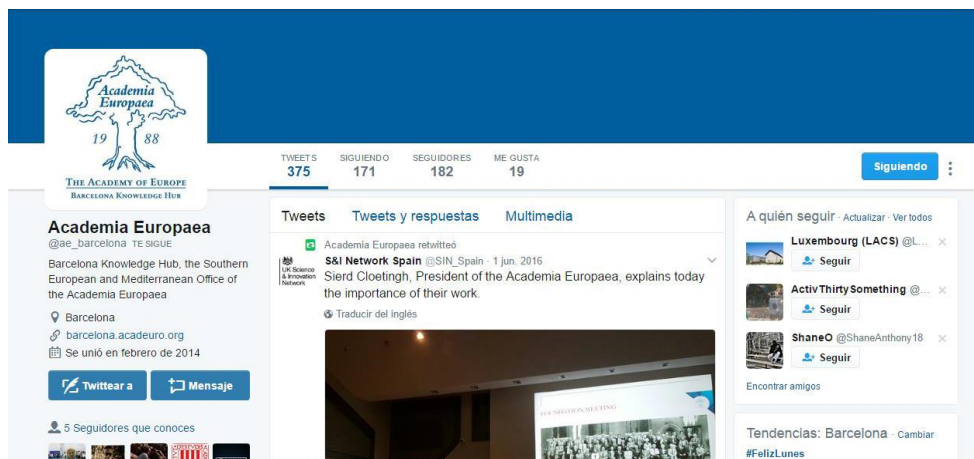 Academia
Europaea
19 88
THE ACADEMY OF EUROPE
BARCELONA KNOWLEDGE HUB
TWEETS SIGUIENDO SEGUIDORES ME GUSTA
375 171 182 19
Siguiendo
Academia Europaea
@ae_barcelona TE SIGUE
Barcelona Knowledge Hub, the Southern
European and Mediterranean Office of
the Academia Europaea
Barcelona
barcelona.acadeuro.org
Se unió en febrero de 2014
Twittear a Mensaje
5 Seguidores que conoces
Tweets Tweets y respuestas Multimedia
Academia Europaea retwitteó
UK Science
& Innovation
Network
S&I Network Spain @SIN_Spain · 1 jun. 2016
Sierd Cloetingh, President of the Academia Europaea, explains today
the importance of their work.
Traducir del inglés
A quién seguir · Actualizar · Ver todos
Luxembourg (LACS) @L...
Seguir
ActivThirtySomething @...
Seguir
ShaneO @ShaneAnthony18
Seguir
Encontrar amigos
Tendencias: Barcelona · Cambiar
#FelizLunes